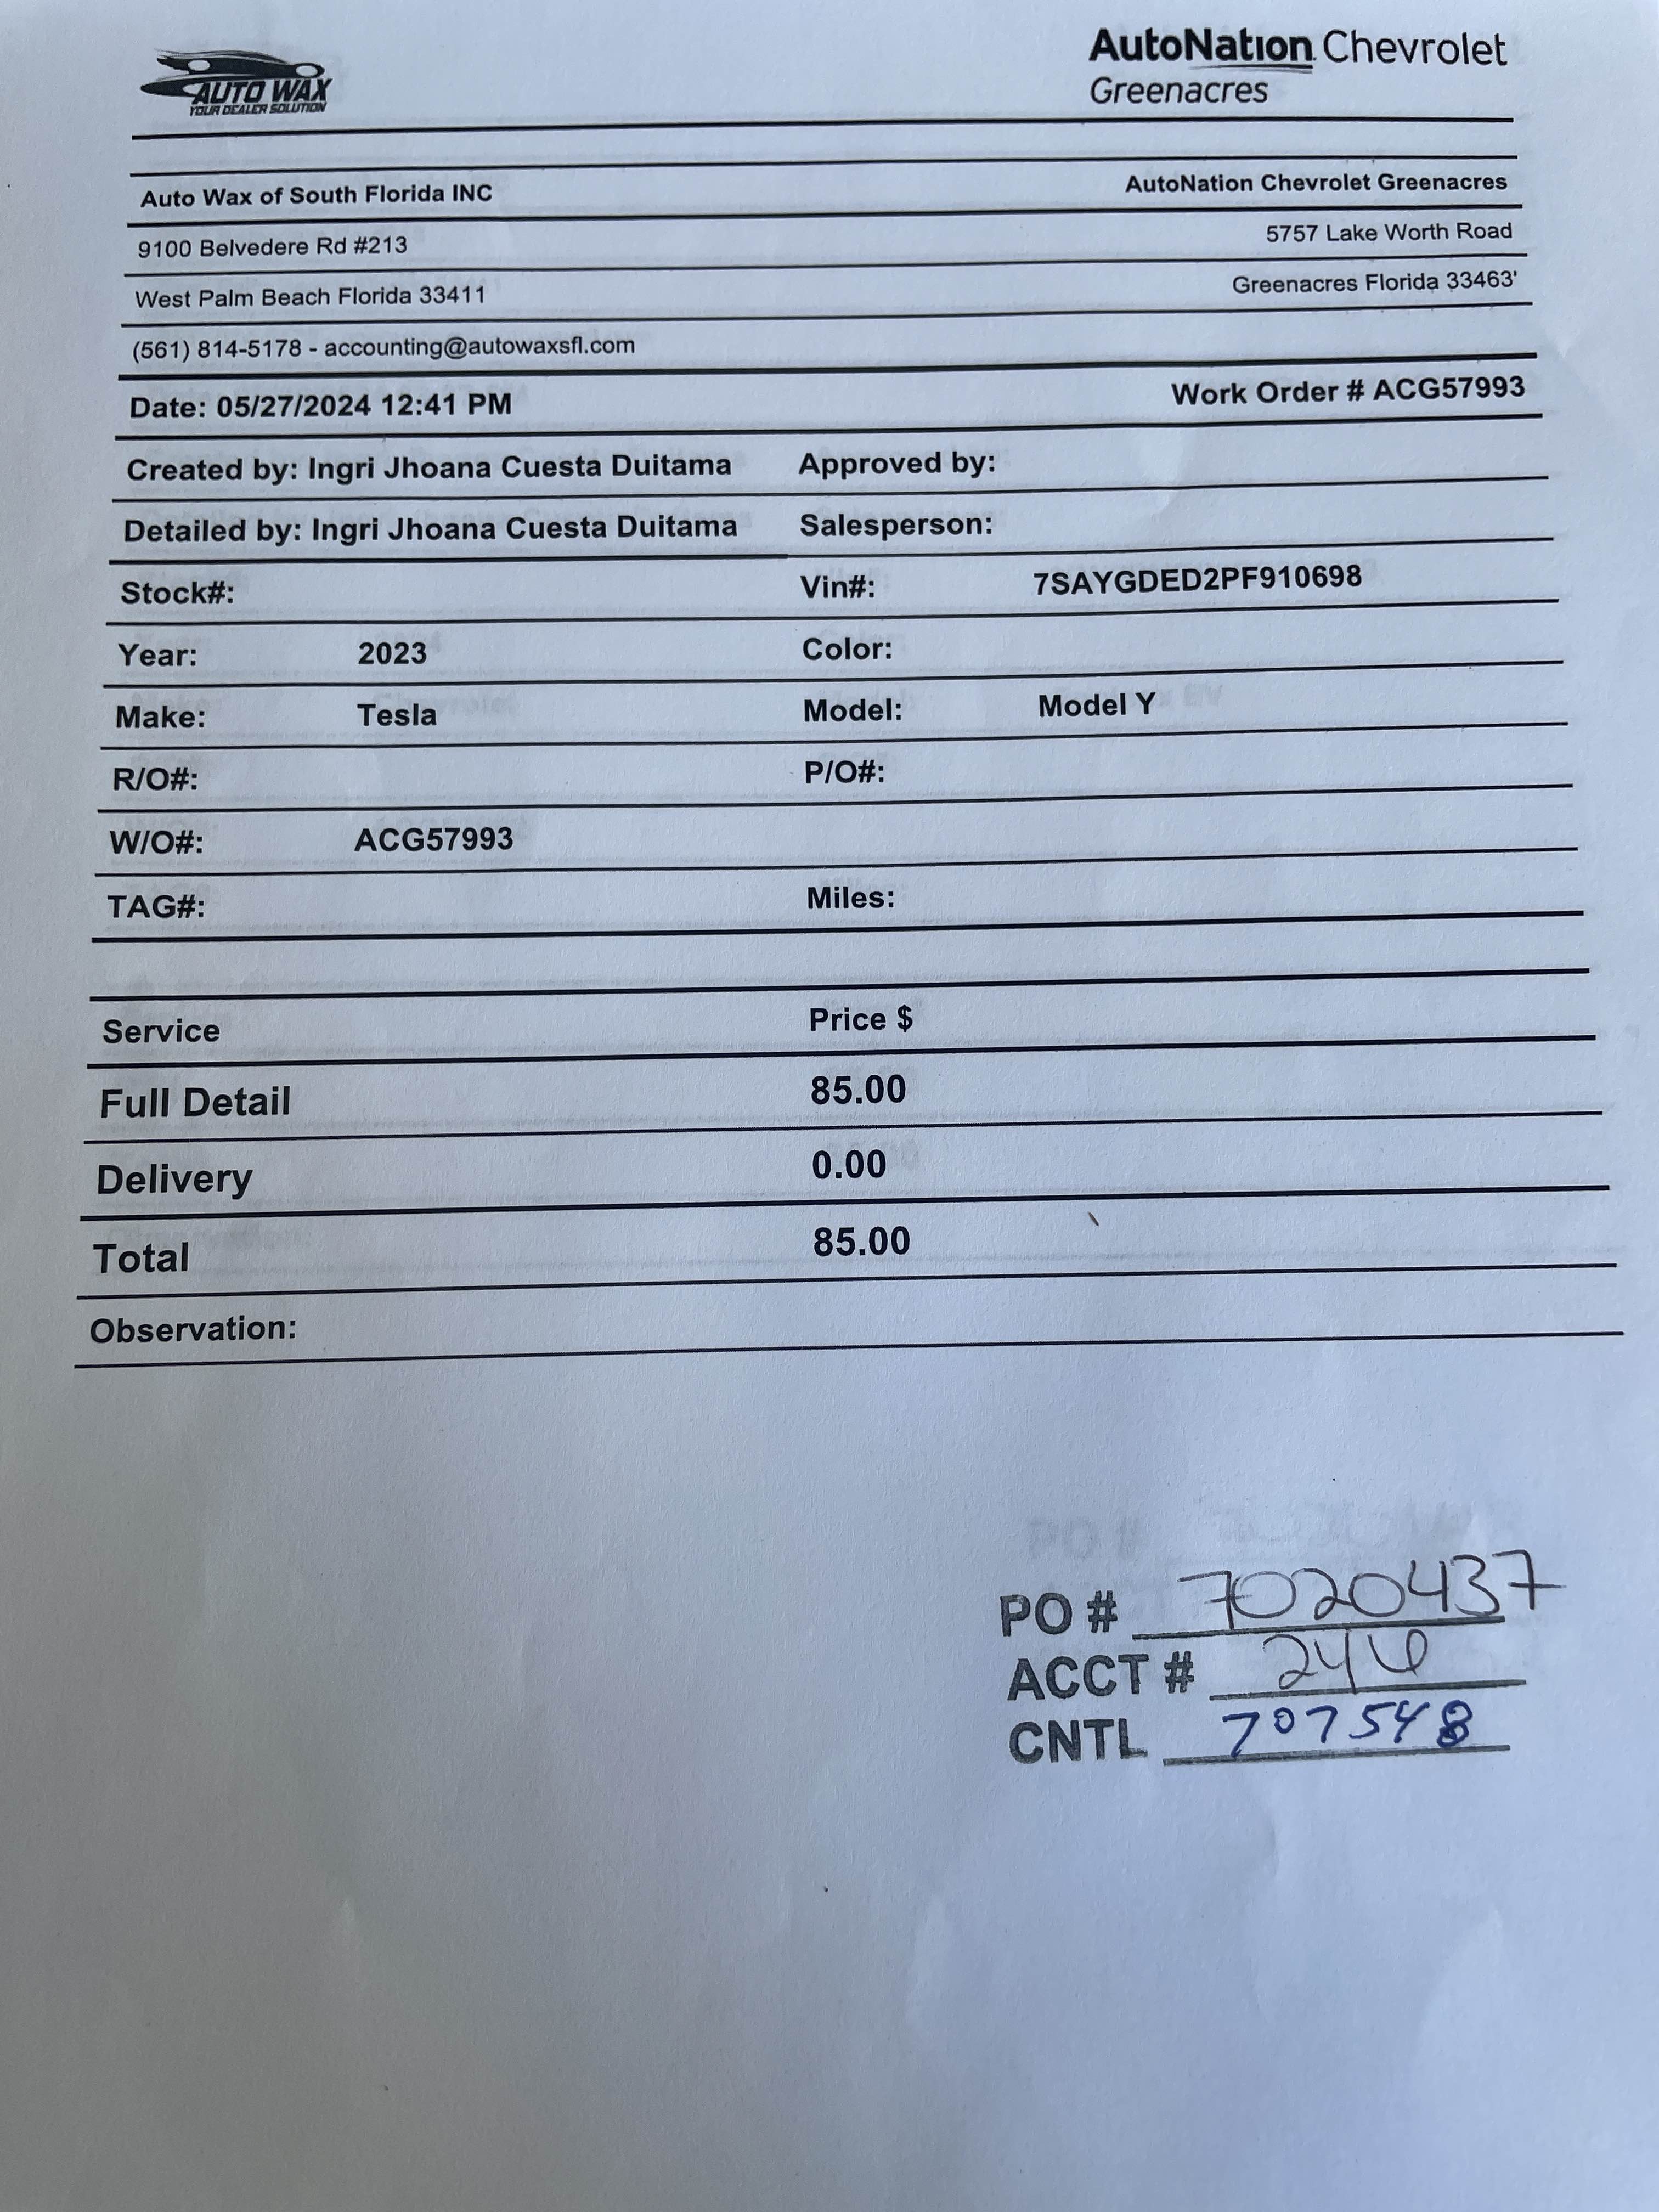 AUTO WAX
YOUR DEALER SOLUTION
AutoNation Chevrolet
Greenacres
Auto Wax of South Florida INC AutoNation Chevrolet Greenacres
9100 Belvedere Rd #213 5757 Lake Worth Road
West Palm Beach Florida 33411 Greenacres Florida 33463'
(561) 814-5178 - accounting@autowaxsfl.com
Date: 05/27/2024 12:41 PM Work Order # ACG57993
Created by: Ingri Jhoana Cuesta Duitama Approved by:
Detailed by: Ingri Jhoana Cuesta Duitama Salesperson:
Stock#: Vin#: 7SAYGDED2PF910698
Year: 2023 Color:
Make: Tesla Model: Model Y
R/O#: P/O#:
W/O#: ACG57993
TAG#: Miles:
Service Price $
Full Detail 85.00
Delivery 0.00
Total 85.00
Observation:
PO # 7020437
ACCT # 246
CNTL 707548